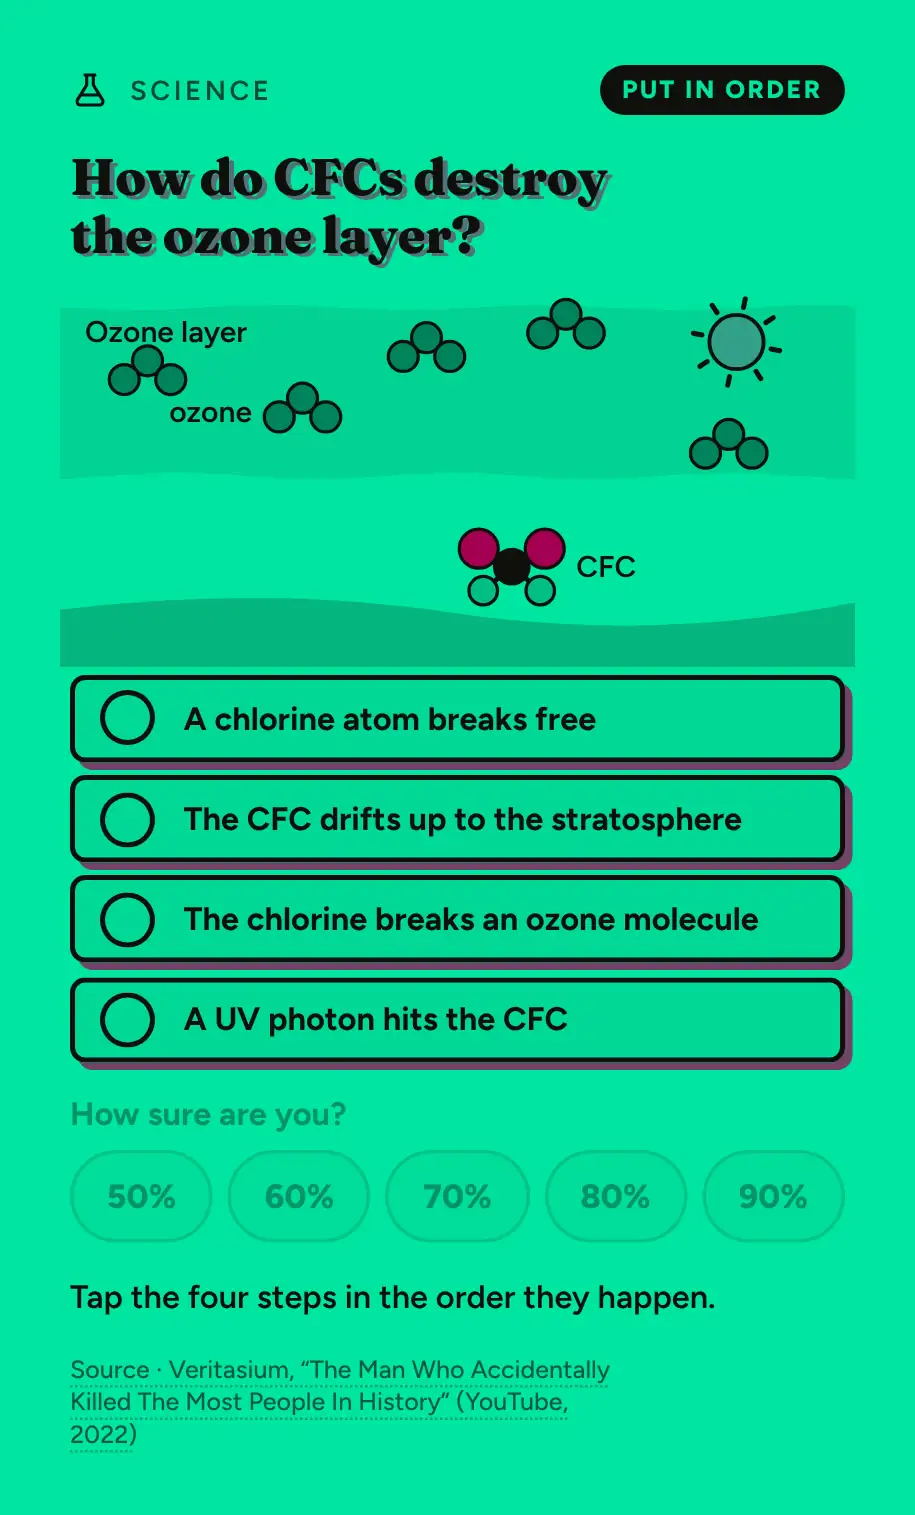 SCIENCE
PUT IN ORDER
How do CFCs destroy
the ozone layer?
Ozone layer
ozone
CFC
A chlorine atom breaks free
The CFC drifts up to the stratosphere
The chlorine breaks an ozone molecule
A UV photon hits the CFC
How sure are you?
50% 60% 70% 80% 90%
Tap the four steps in the order they happen.
Source · Veritasium, “The Man Who Accidentally
Killed The Most People In History” (YouTube,
2022)